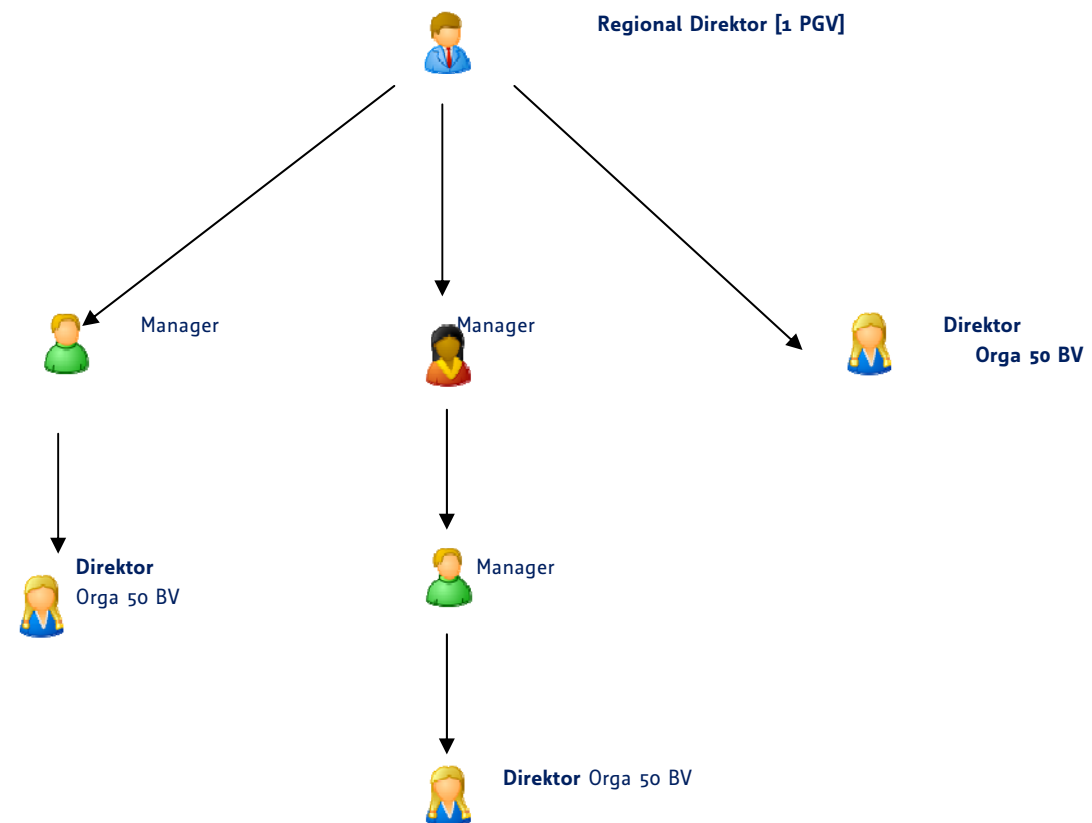 Regional Direktor [1 PGV]
Manager
Manager
Direktor
Orga 50 BV
Direktor
Orga 50 BV
Manager
Direktor Orga 50 BV